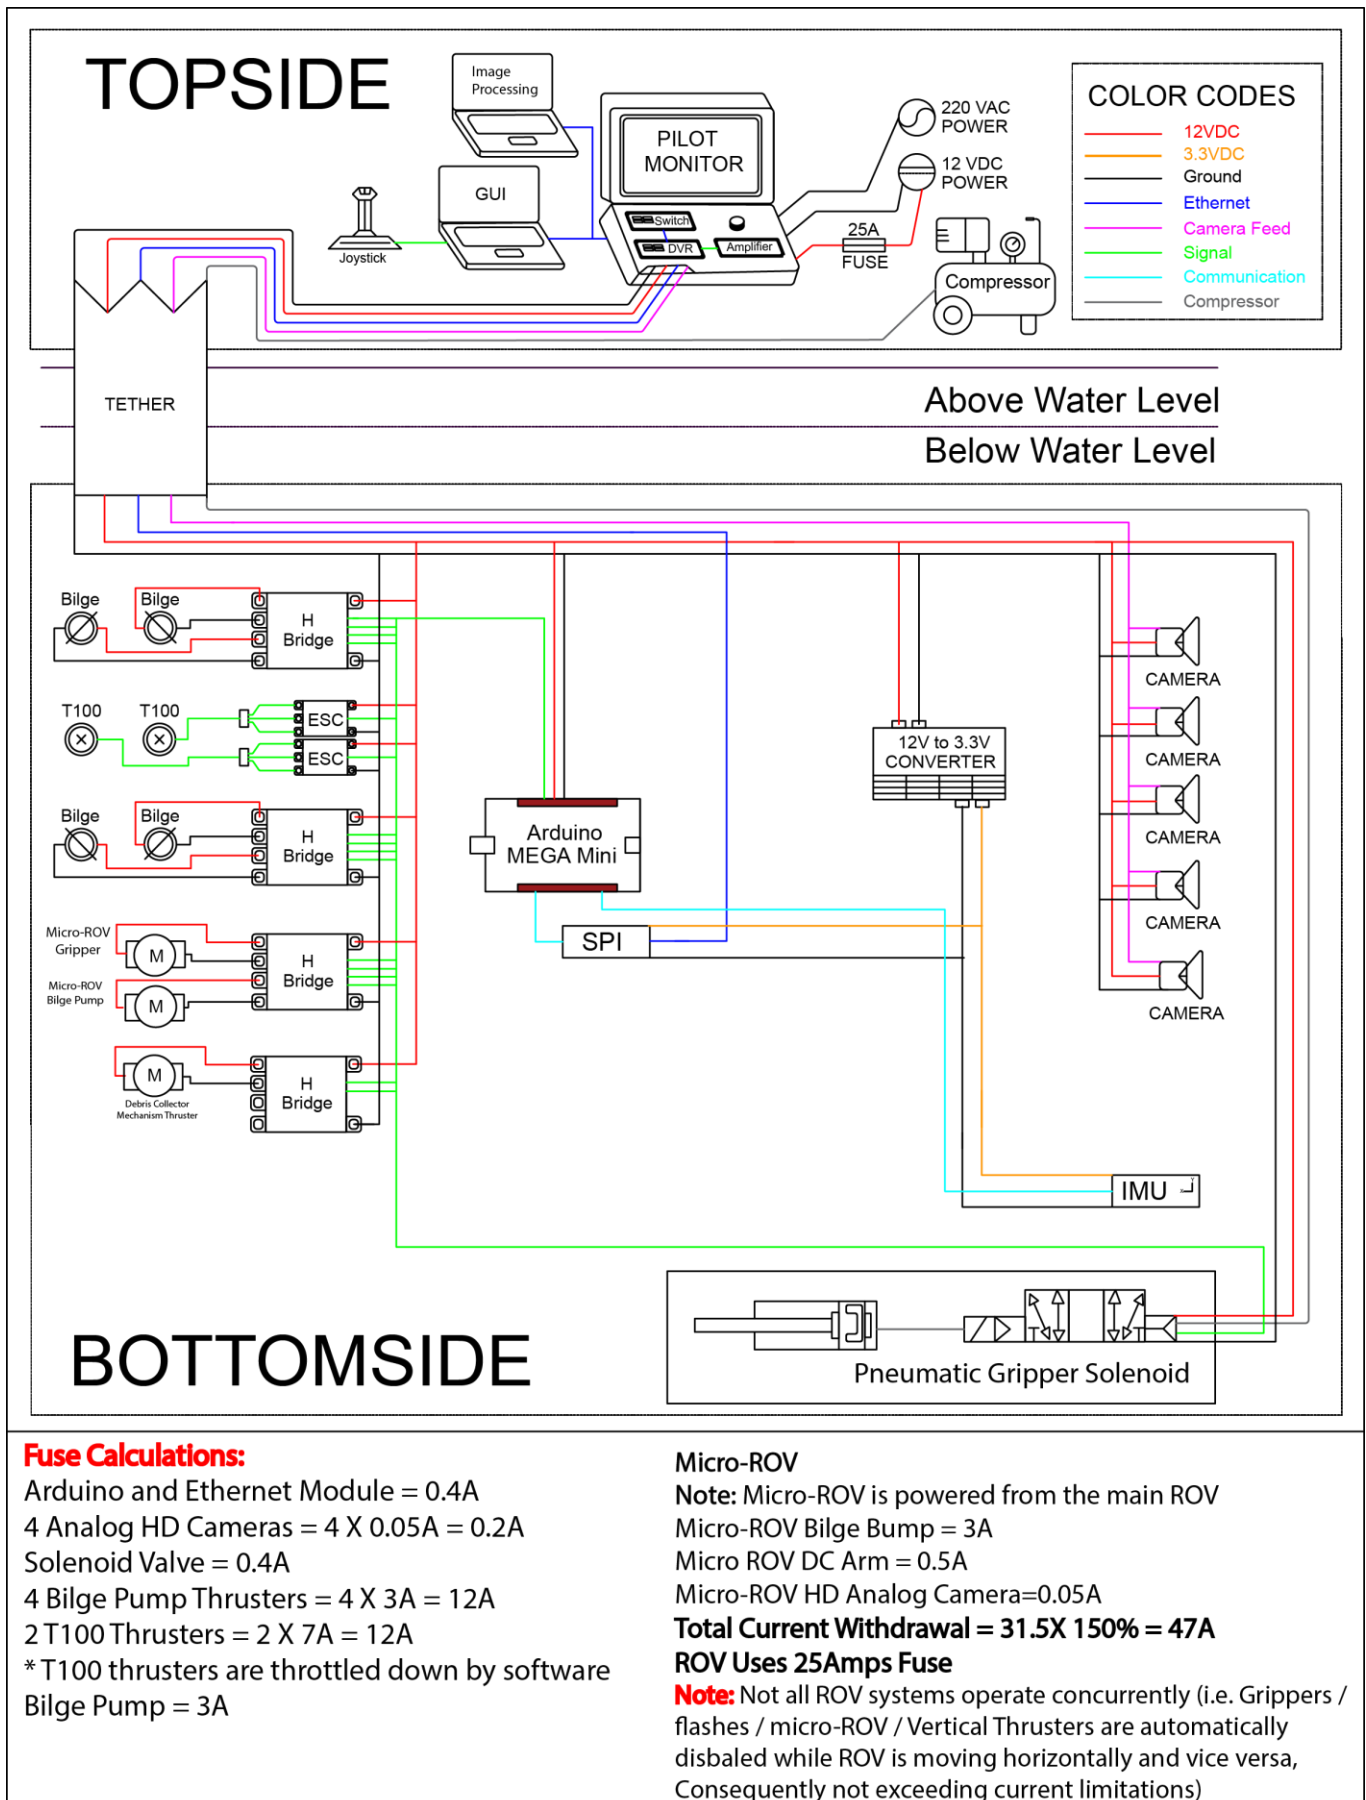 TOPSIDE
Image
Processing
PILOT
MONITOR
220 VAC
POWER
12 VDC
POWER
COLOR CODES
12VDC
3.3VDC
Ground
Ethernet
Camera Feed
Signal
Communication
Compressor
GUI
Joystick
Switch
DVR
Amplifier
25A
FUSE
Compressor
TETHER
Above Water Level
Below Water Level
Bilge
Bilge
H
Bridge
T100
T100
ESC
ESC
Bilge
Bilge
H
Bridge
Micro-ROV
Gripper
M
Micro-ROV
Bilge Pump
M
H
Bridge
M
Debris Collector
Mechanism Thruster
H
Bridge
Arduino
MEGA Mini
SPI
12V to 3.3V
CONVERTER
CAMERA
CAMERA
CAMERA
CAMERA
CAMERA
IMU
Pneumatic Gripper Solenoid
BOTTOMSIDE
Fuse Calculations:
Arduino and Ethernet Module = 0.4A
4 Analog HD Cameras = 4 X 0.05A = 0.2A
Solenoid Valve = 0.4A
4 Bilge Pump Thrusters = 4 X 3A = 12A
2 T100 Thrusters = 2 X 7A = 12A
* T100 thrusters are throttled down by software
Bilge Pump = 3A
Micro-ROV
Note: Micro-ROV is powered from the main ROV
Micro-ROV Bilge Bump = 3A
Micro ROV DC Arm = 0.5A
Micro-ROV HD Analog Camera=0.05A
Total Current Withdrawal = 31.5X 150% = 47A
ROV Uses 25Amps Fuse
Note: Not all ROV systems operate concurrently (i.e. Grippers /
flashes / micro-ROV / Vertical Thrusters are automatically
disbaled while ROV is moving horizontally and vice versa,
Consequently not exceeding current limitations)